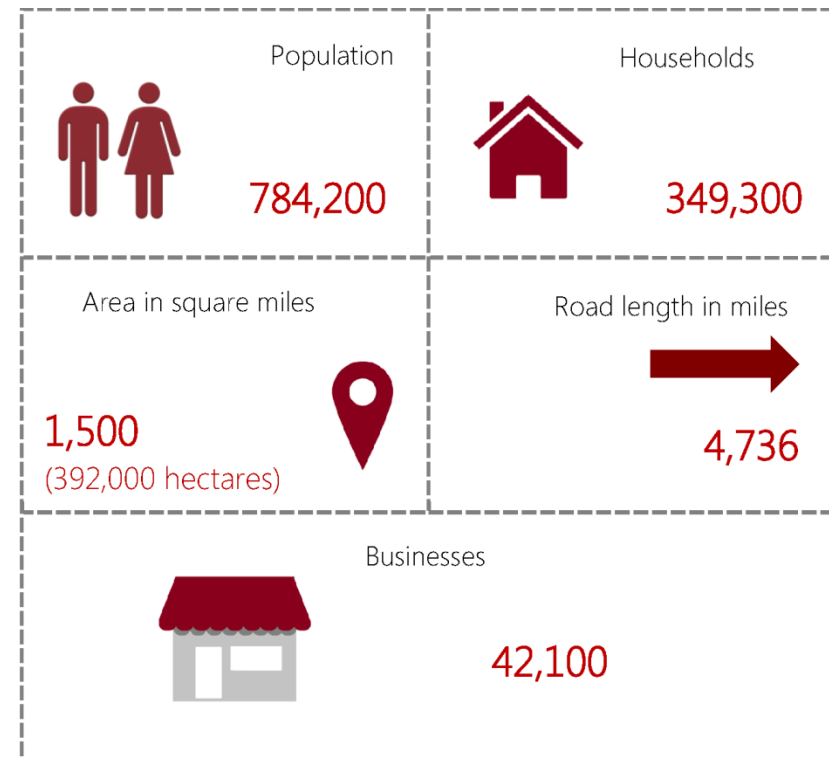 Population
784,200
Households
349,300
Area in square miles
1,500
(392,000 hectares)
Road length in miles
4,736
Businesses
42,100